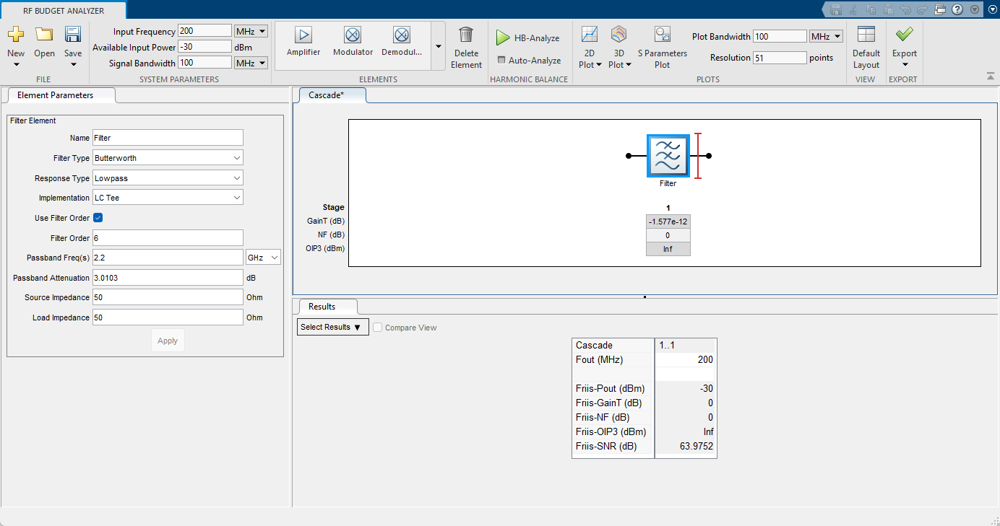 RF BUDGET ANALYZER
New
Open
Save
FILE
Input Frequency 200 MHz
Available Input Power -30 dBm
Signal Bandwidth 100 MHz
SYSTEM PARAMETERS
Amplifier
Modulator
Demodul...
ELEMENTS
Delete
Element
HB-Analyze
Auto-Analyze
HARMONIC BALANCE
2D
Plot
3D
Plot
S Parameters
Plot
Plot Bandwidth 100 MHz
Resolution 51 points
PLOTS
Default
Layout
VIEW
Export
EXPORT
Element Parameters
Filter Element
Name Filter
Filter Type Butterworth
Response Type Lowpass
Implementation LC Tee
Use Filter Order
Filter Order 6
Passband Freq(s) 2.2 GHz
Passband Attenuation 3.0103 dB
Source Impedance 50 Ohm
Load Impedance 50 Ohm
Apply
Cascade*
Filter
Stage 1
GainT (dB) -1.577e-12
NF (dB) 0
OIP3 (dBm) Inf
Results
Select Results ▼ Compare View
Cascade 1..1
Fout (MHz) 200
Friis-Pout (dBm) -30
Friis-GainT (dB) 0
Friis-NF (dB) 0
Friis-OIP3 (dBm) Inf
Friis-SNR (dB) 63.9752